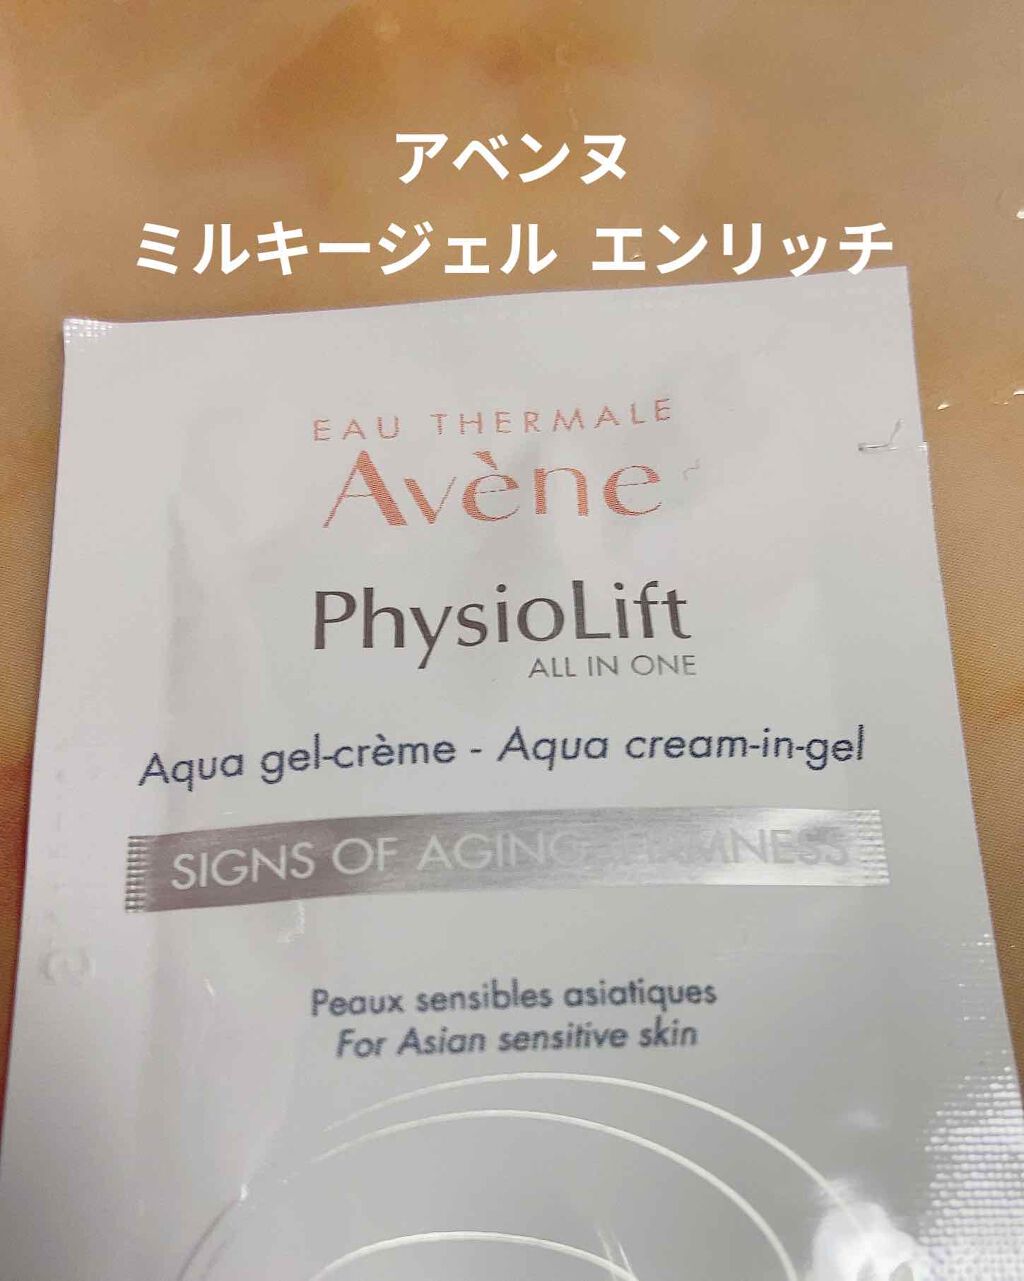 アベンヌ
ミルキージェル エンリッチ
EAU THERMALE
Avène
PhysioLift
ALL IN ONE
Aqua gel-crème - Aqua cream-in-gel
SIGNS OF AGING, FIRMNESS
Peaux sensibles asiatiques
For Asian sensitive skin